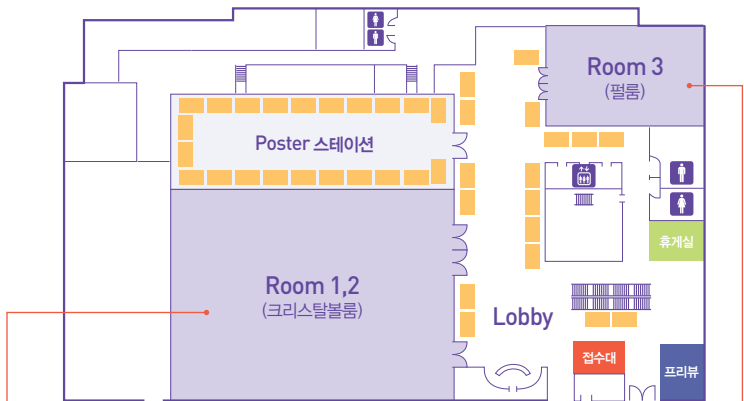 Room 3
(펄룸)
Poster 스테이션
휴게실
Room 1,2
(크리스탈볼룸)
Lobby
접수대
프리뷰